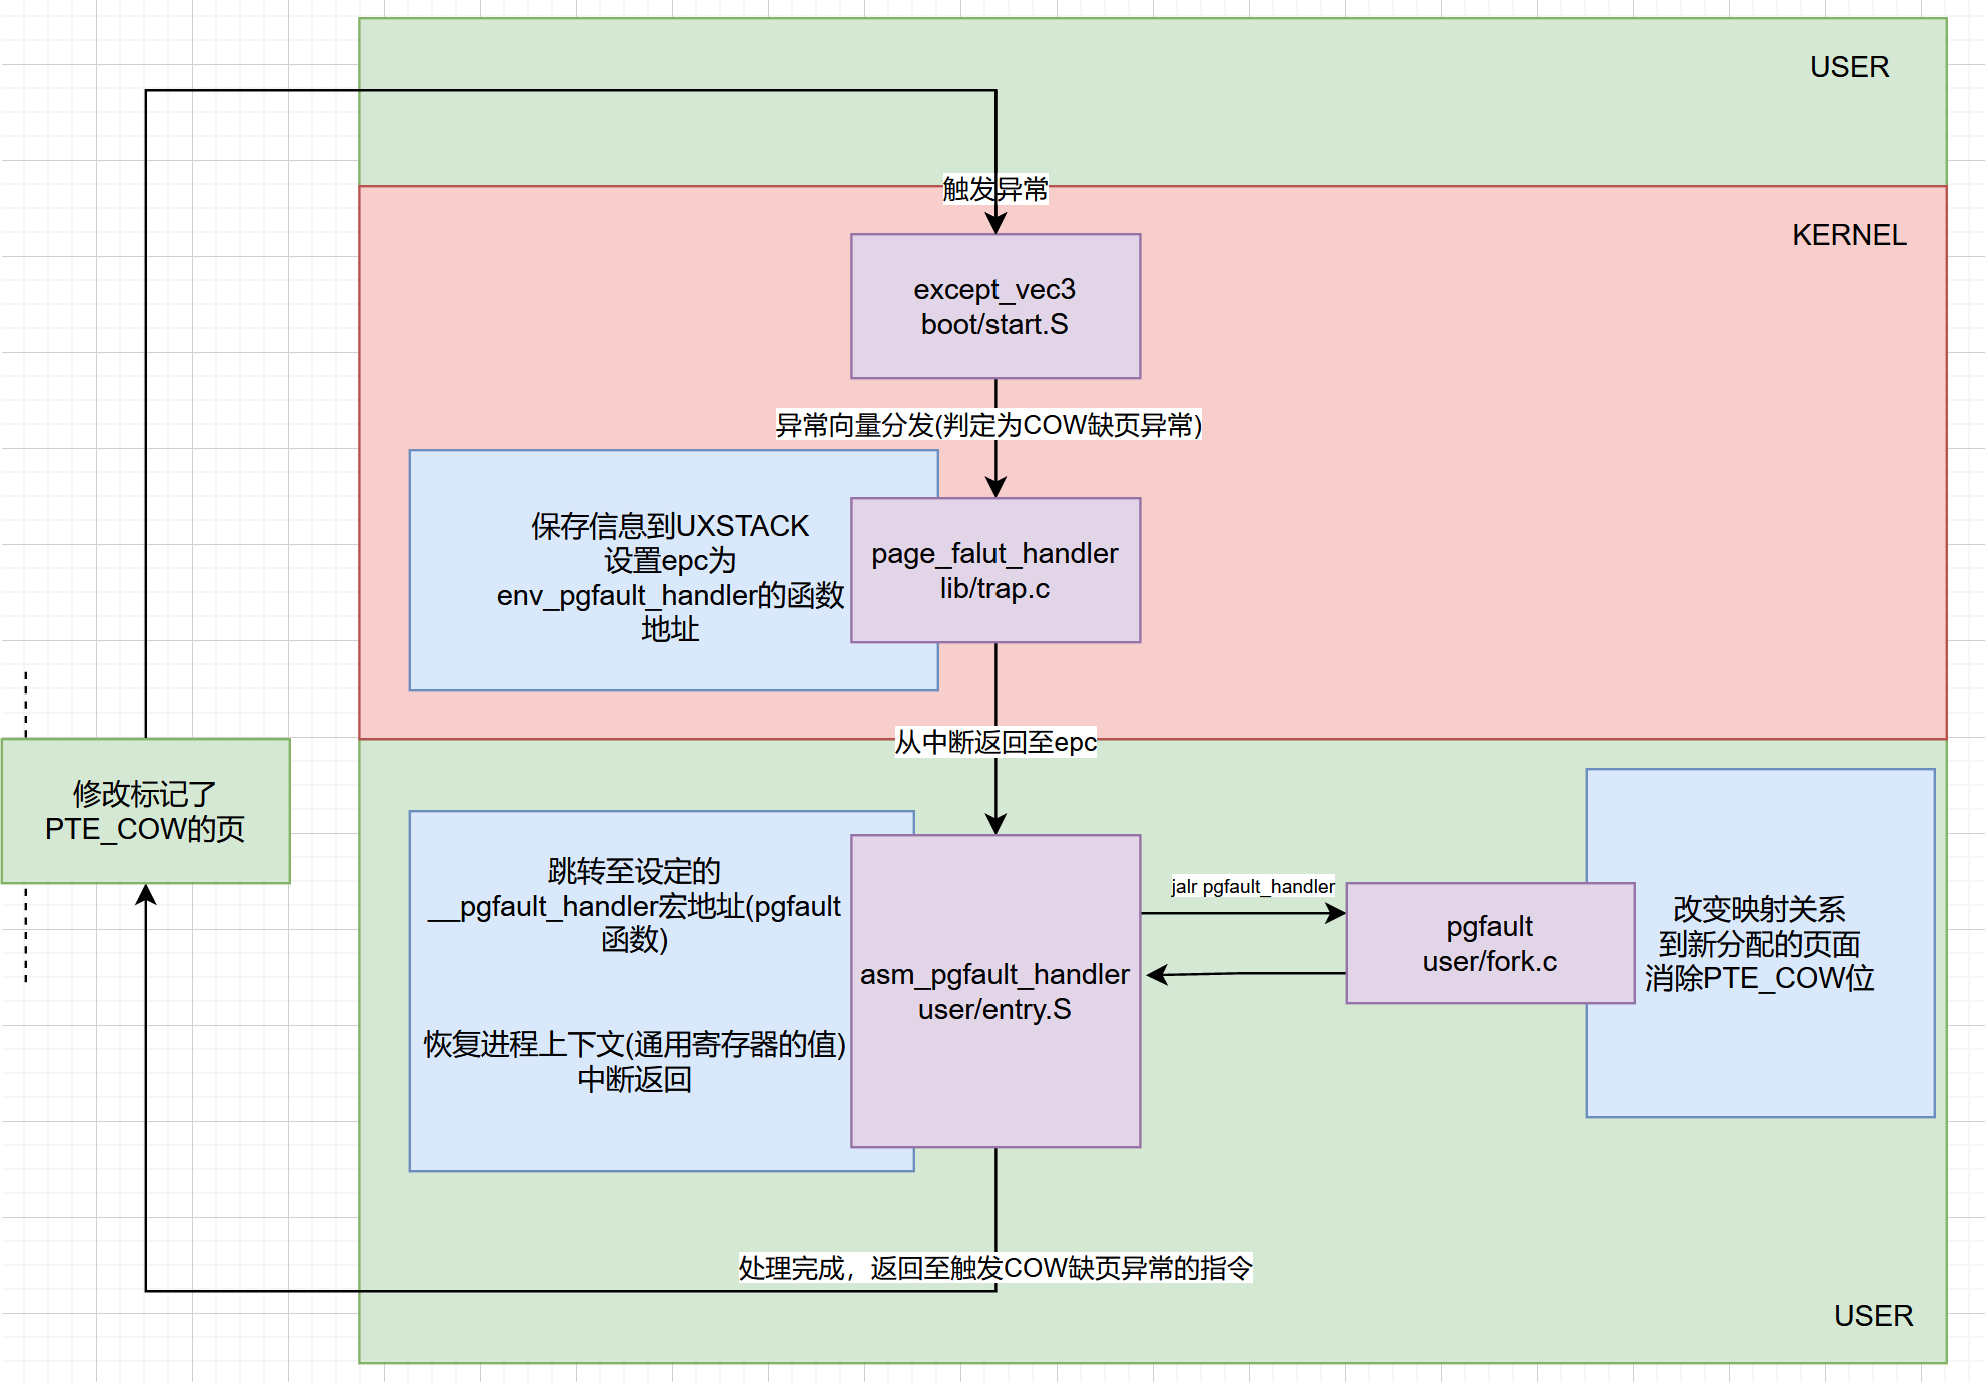 USER
触发异常
KERNEL
except_vec3
boot/start.S
异常向量分发(判定为COW缺页异常)
保存信息到UXSTACK
设置epc为
env_pgfault_handler的函数
地址
page_falut_handler
lib/trap.c
从中断返回至epc
修改标记了
PTE_COW的页
跳转至设定的
__pgfault_handler宏地址(pgfault
函数)
恢复进程上下文(通用寄存器的值)
中断返回
asm_pgfault_handler
user/entry.S
jalr pgfault_handler
pgfault
user/fork.c
改变映射关系
到新分配的页面
消除PTE_COW位
处理完成，返回至触发COW缺页异常的指令
USER